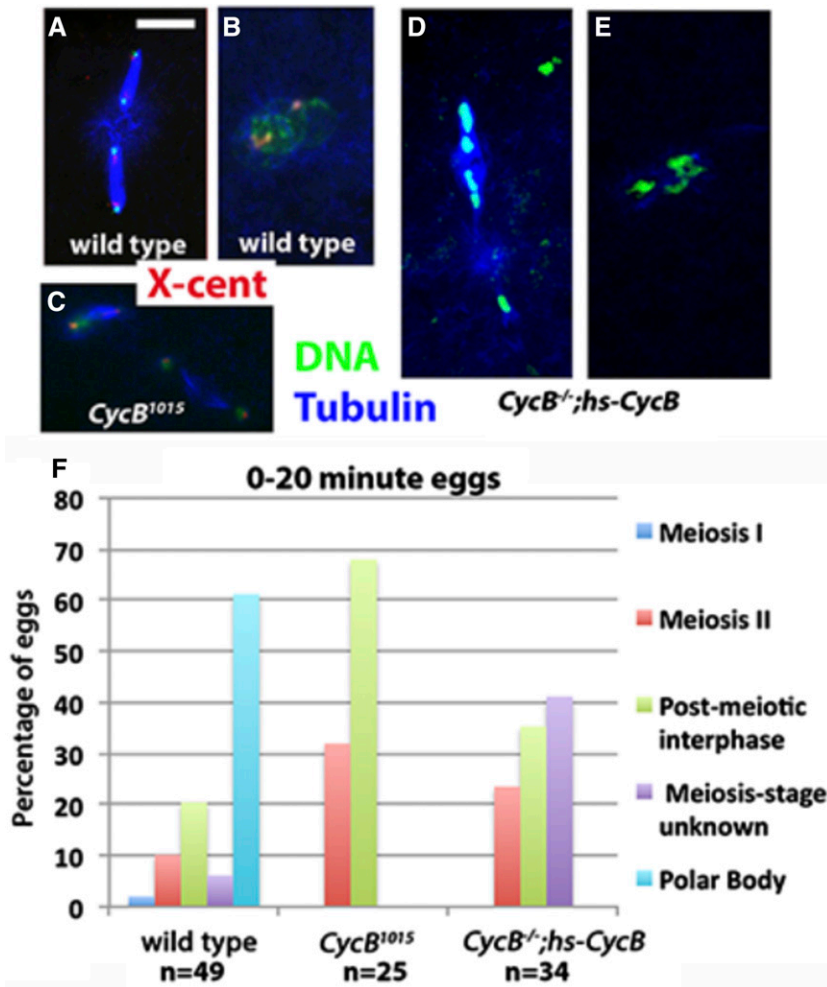 A
B
D
E
wild type
wild type
X-cent
C
CycB1015
DNA
Tubulin
CycB-/-;hs-CycB
F
0-20 minute eggs
Percentage of eggs
80
70
60
50
40
30
20
10
0
Meiosis I
Meiosis II
Post-meiotic
interphase
Meiosis-stage
unknown
Polar Body
wild type
CycB1015
CycB-/-;hs-CycB
n=49
n=25
n=34